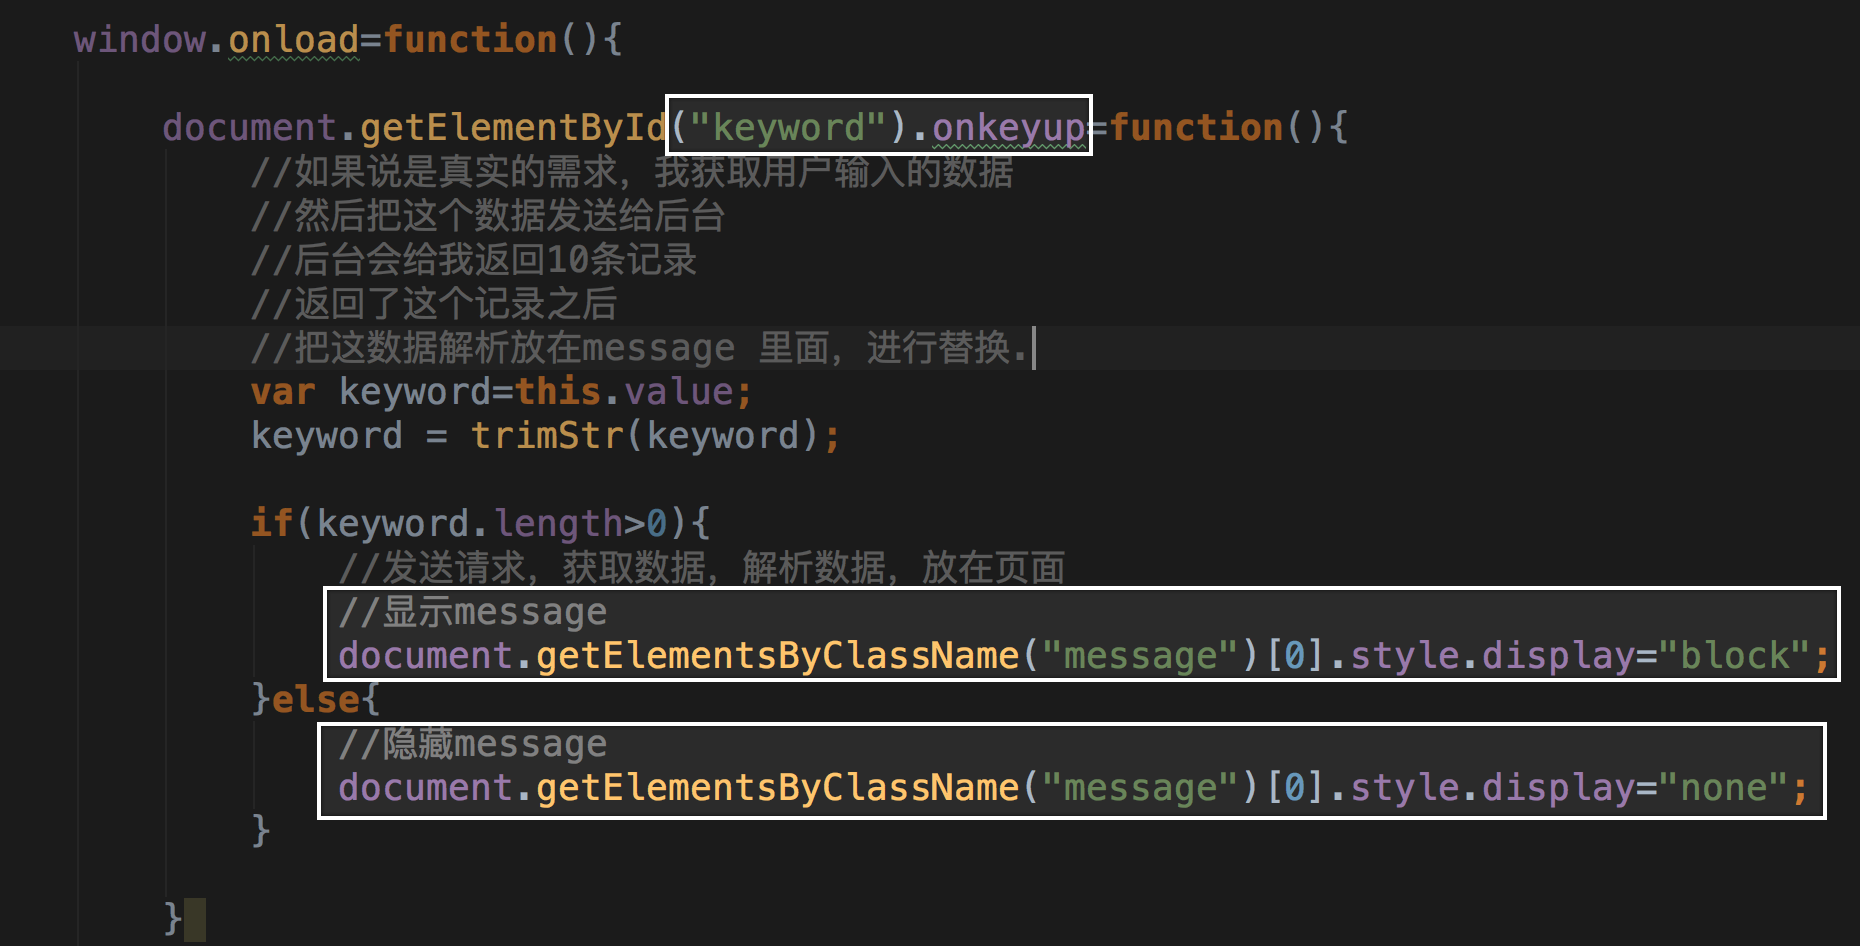 window.onload=function(){
document.getElementById("keyword").onkeyup=function(){
//如果说是真实的需求，我获取用户输入的数据
//然后把这个数据发送给后台
//后台会给我返回10条记录
//返回了这个记录之后
//把这数据解析放在message 里面，进行替换.
var keyword=this.value;
keyword = trimStr(keyword);
if(keyword.length>0){
//发送请求，获取数据，解析数据，放在页面
//显示message
document.getElementsByClassName("message")[0].style.display="block";
}else{
//隐藏message
document.getElementsByClassName("message")[0].style.display="none";
}
}